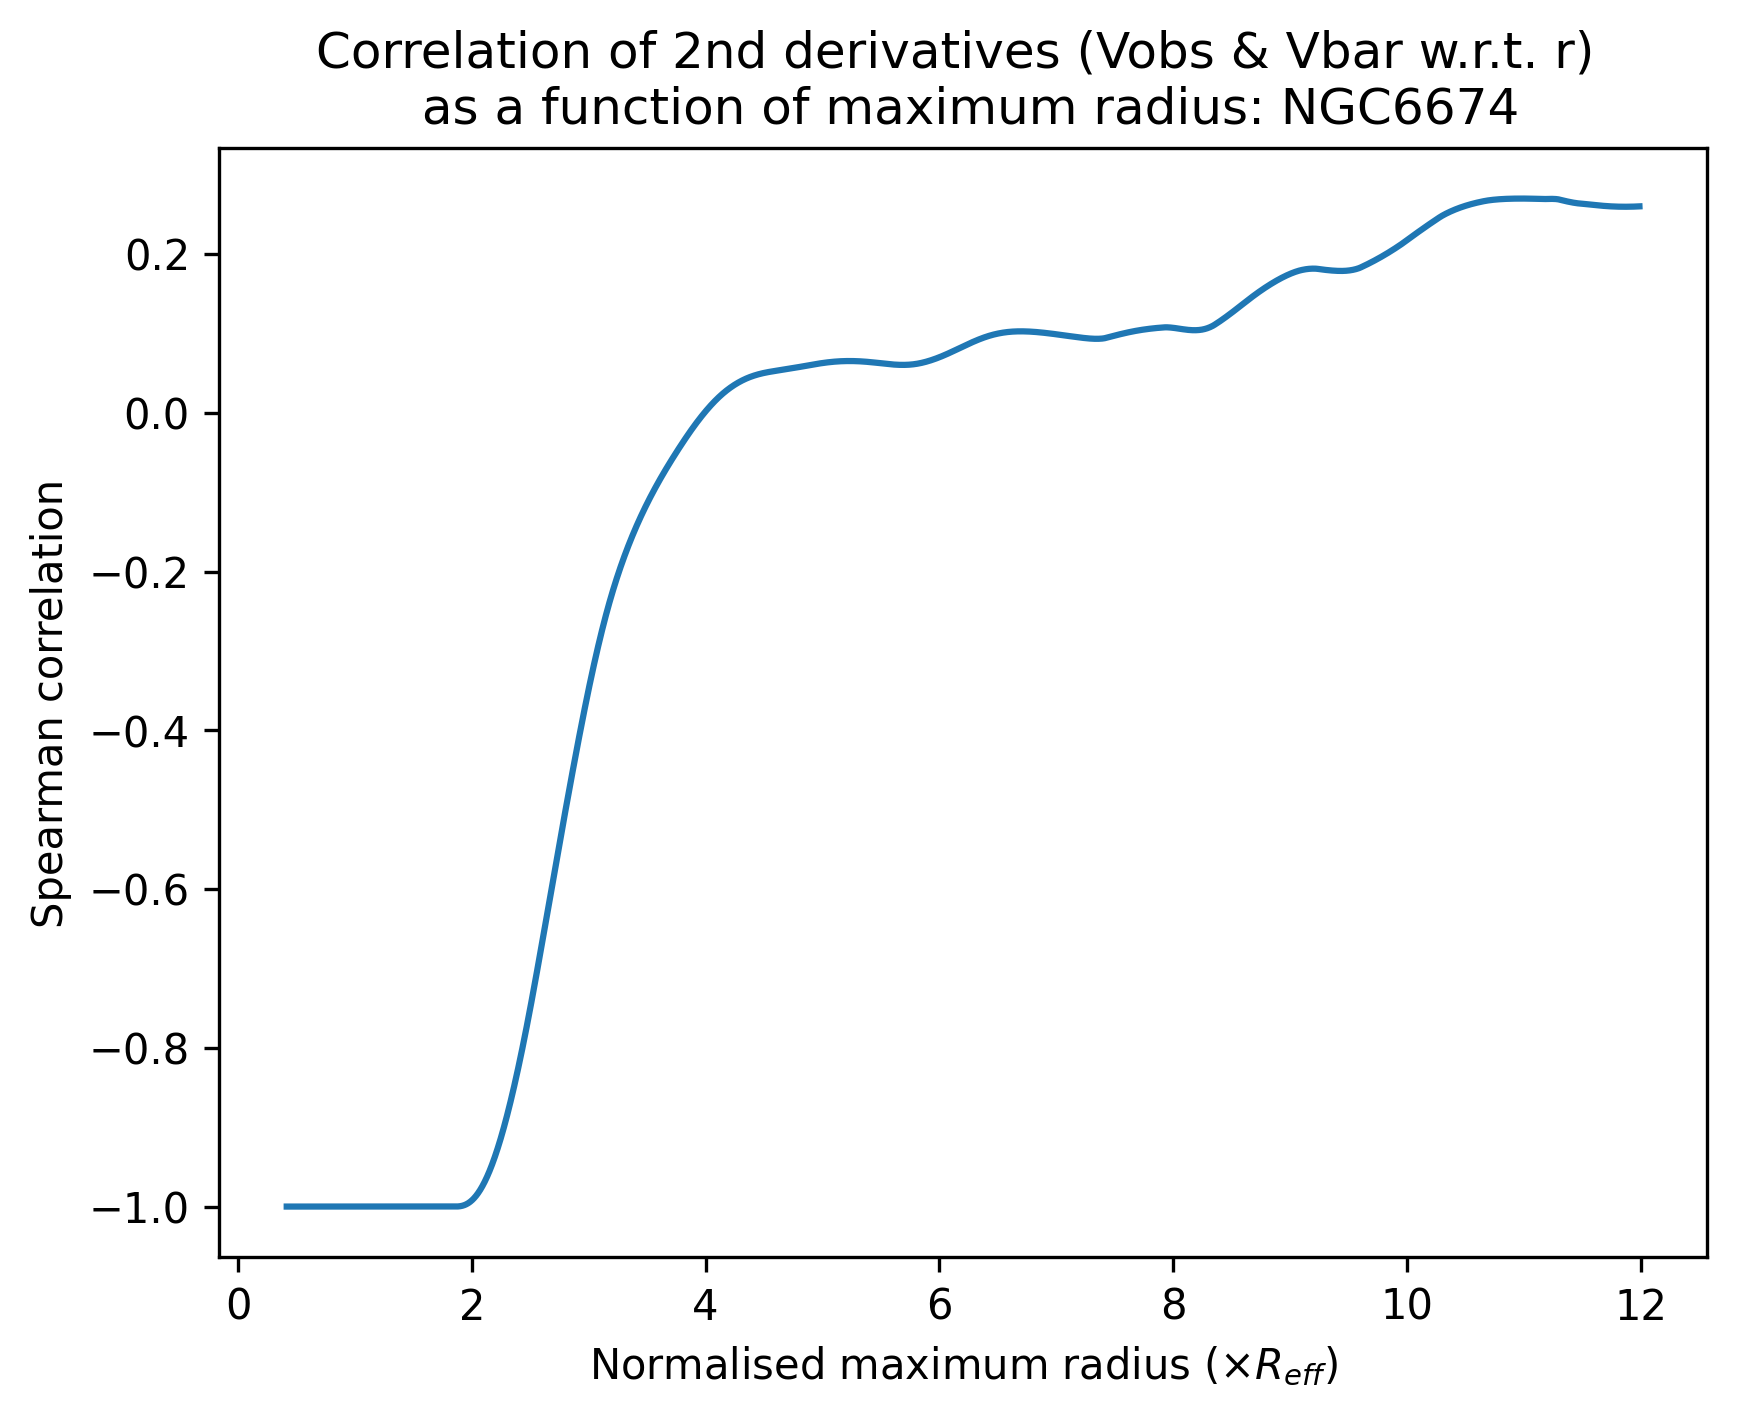 Correlation of 2nd derivatives (Vobs & Vbar w.r.t. r)
as a function of maximum radius: NGC6674
0.2
0.0
−0.2
−0.4
−0.6
−0.8
−1.0
Spearman correlation
0 2 4 6 8 10 12
Normalised maximum radius (×R_eff)